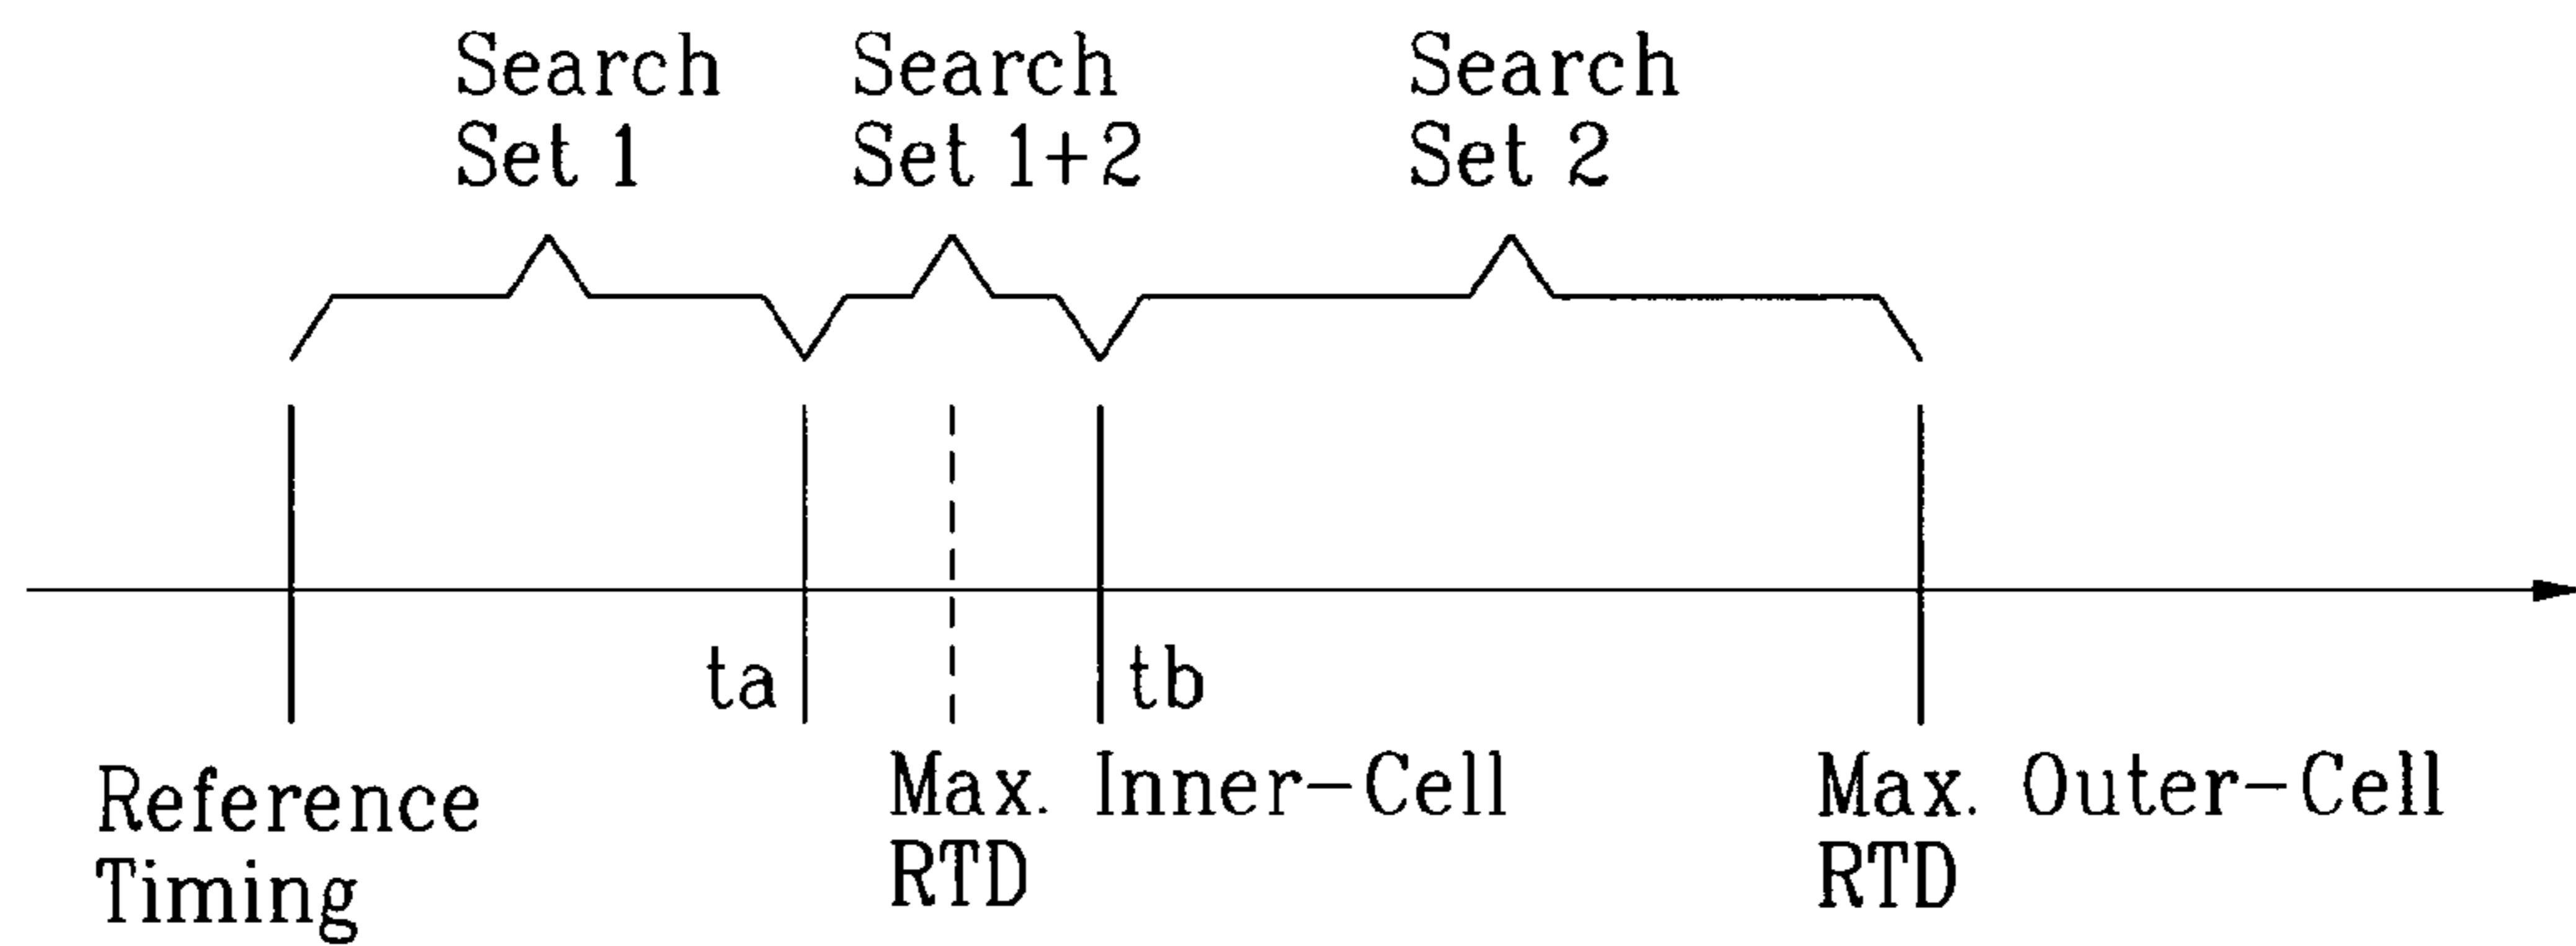 Search
Set 1
Search
Set 1+2
Search
Set 2
ta
tb
Reference
Timing
Max. Inner-Cell
RTD
Max. Outer-Cell
RTD